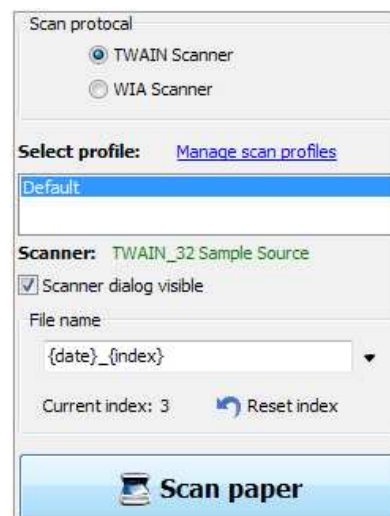 Scan protocal
TWAIN Scanner
WIA Scanner
Select profile: Manage scan profiles
Default
Scanner: TWAIN_32 Sample Source
Scanner dialog visible
File name
{date}_{index}
Current index: 3 Reset index
Scan paper